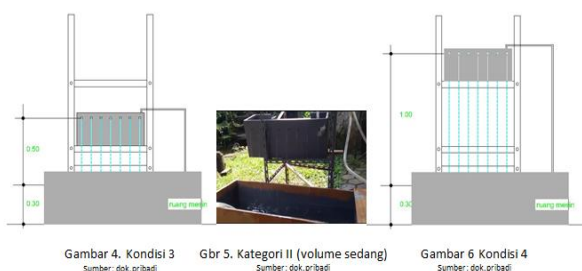 0.50
0.30
ruang mesin
1.00
0.30
ruang mesin
Gambar 4. Kondisi 3
Sumber: dok.pribadi
Gbr 5. Kategori II (volume sedang)
Sumber: dok.pribadi
Gambar 6 Kondisi 4
Sumber: dok.pribadi